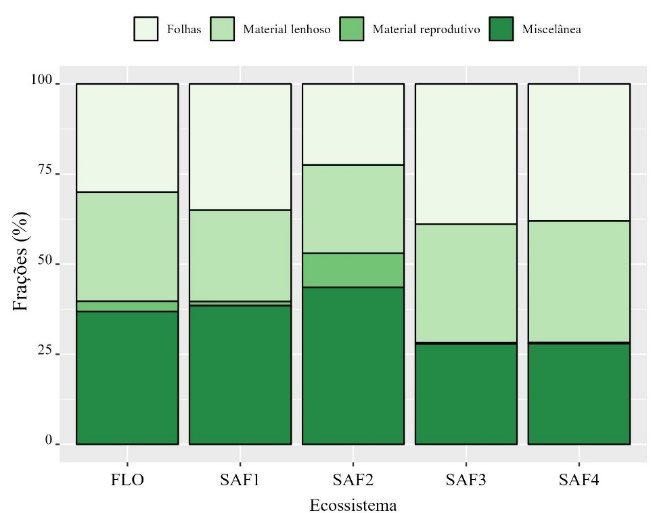 Folhas Material lenhoso Material reprodutivo Miscelânea
100
75
50
25
0
Frações (%)
FLO SAF1 SAF2 SAF3 SAF4
Ecossistema